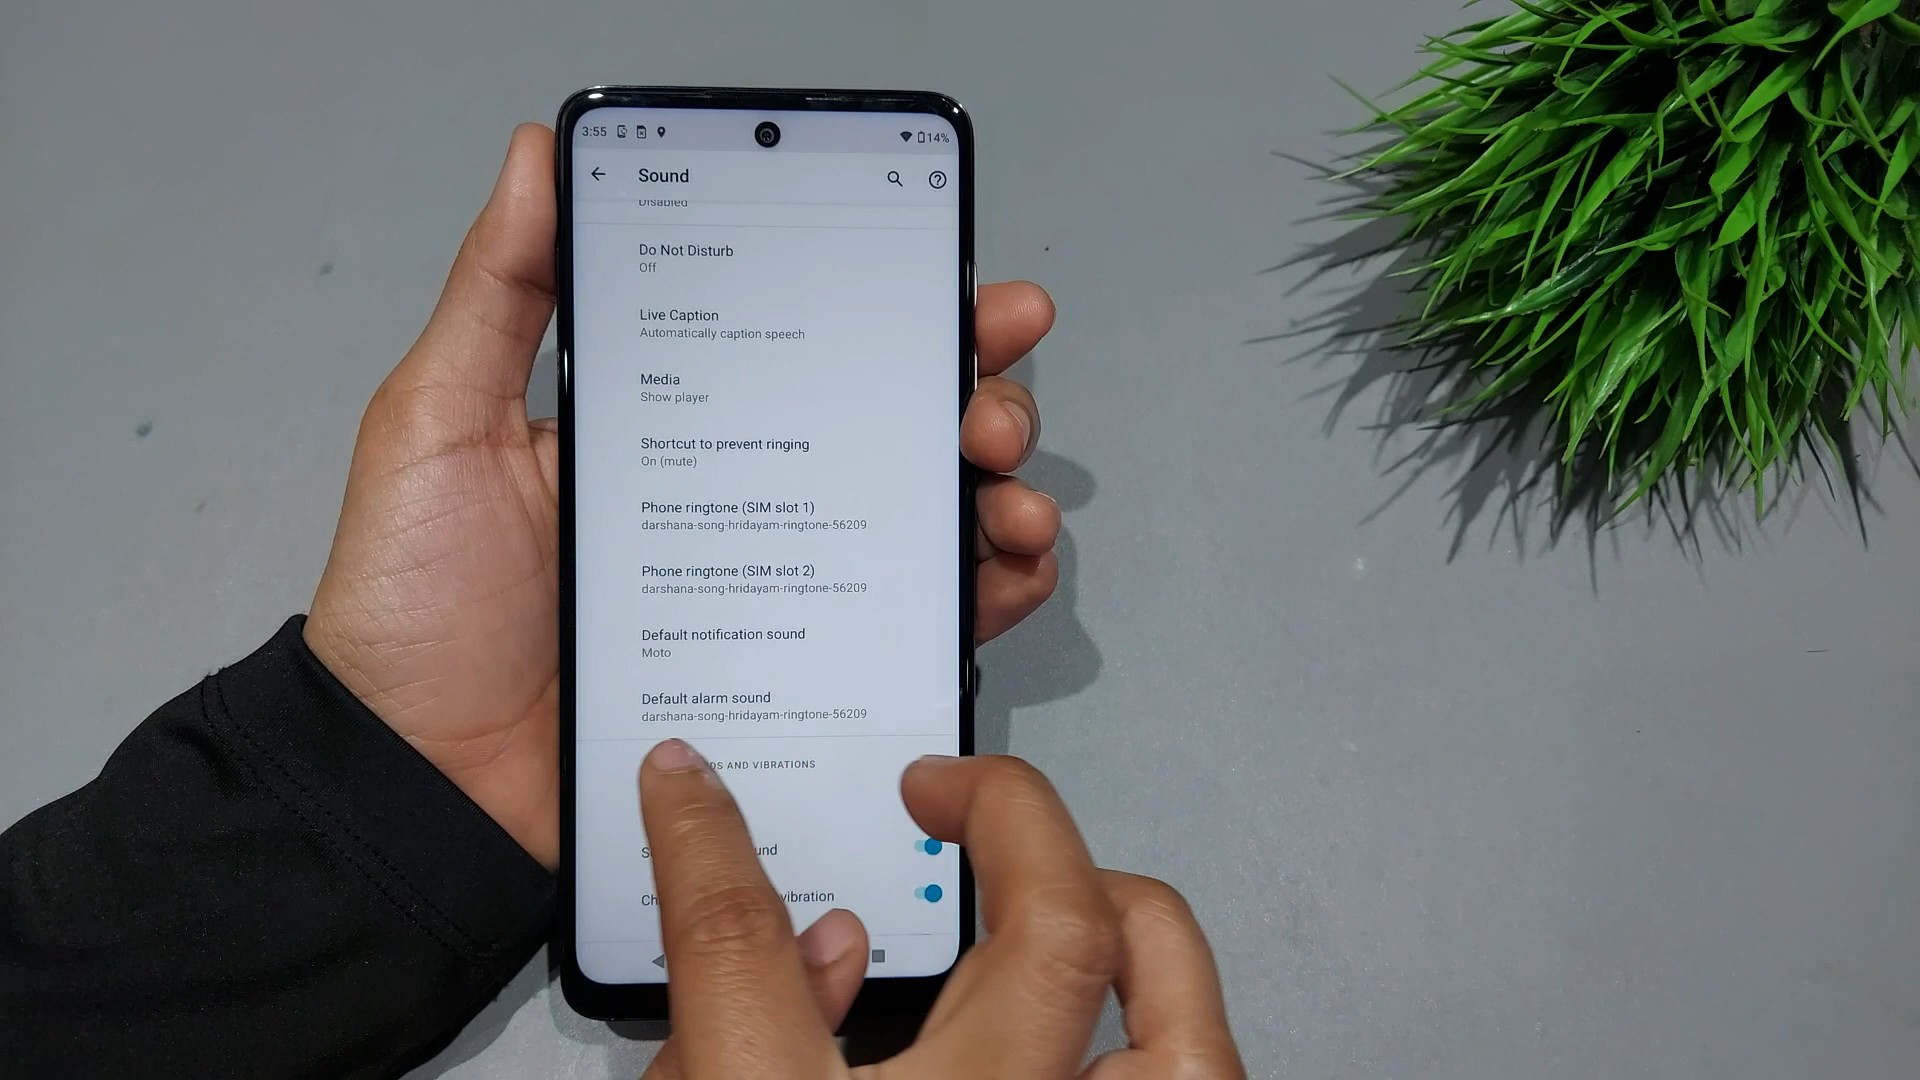 3:55
14%
Sound
Disabled
Do Not Disturb
Off
Live Caption
Automatically caption speech
Media
Show player
Shortcut to prevent ringing
On (mute)
Phone ringtone (SIM slot 1)
darshana-song-hridayam-ringtone-56209
Phone ringtone (SIM slot 2)
darshana-song-hridayam-ringtone-56209
Default notification sound
Moto
Default alarm sound
darshana-song-hridayam-ringtone-56209
AND VIBRATIONS
vibration